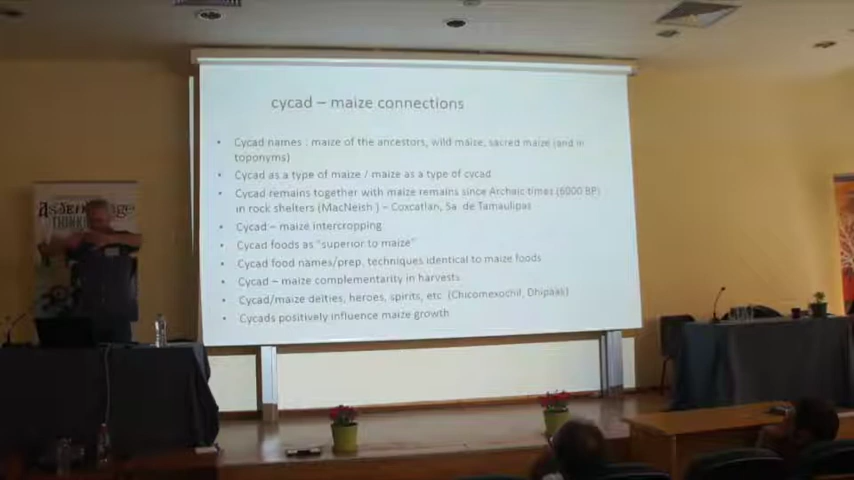 cycad – maize connections
• Cycad names : maize of the ancestors, wild maize, sacred maize (and in
toponyms)
• Cycad as a type of maize / maize as a type of cycad
• Cycad remains together with maize remains since Archaic times (6000 BP)
in rock shelters (MacNeish ) – Coxcatlan, Sa. de Tamaulipas
• Cycad – maize intercropping
• Cycad foods as "superior to maize"
• Cycad food names/prep. techniques identical to maize foods
• Cycad – maize complementarity in harvests
• Cycad/maize deities, heroes, spirits, etc. (Chicomexochil, Dhipaak)
• Cycads positively influence maize growth